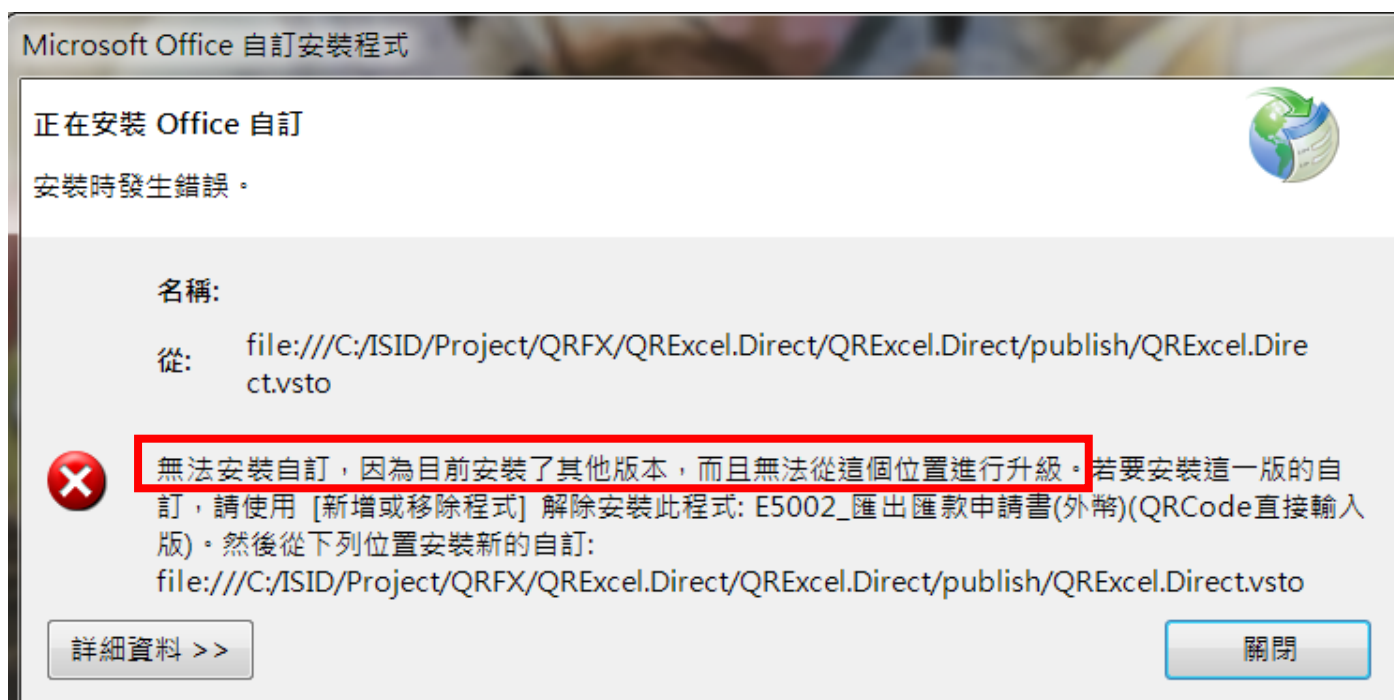 Microsoft Office 自訂安裝程式
正在安裝 Office 自訂
安裝時發生錯誤。
名稱:
從: file:///C:/ISID/Project/QRFX/QRExcel.Direct/QRExcel.Direct/publish/QRExcel.Dire
ct.vsto
無法安裝自訂，因為目前安裝了其他版本，而且無法從這個位置進行升級。若要安裝這一版的自
訂，請使用 [新增或移除程式] 解除安裝此程式: E5002_匯出匯款申請書(外幣)(QRCode直接輸入
版)。然後從下列位置安裝新的自訂:
file:///C:/ISID/Project/QRFX/QRExcel.Direct/QRExcel.Direct/publish/QRExcel.Direct.vsto
詳細資料 >>
關閉